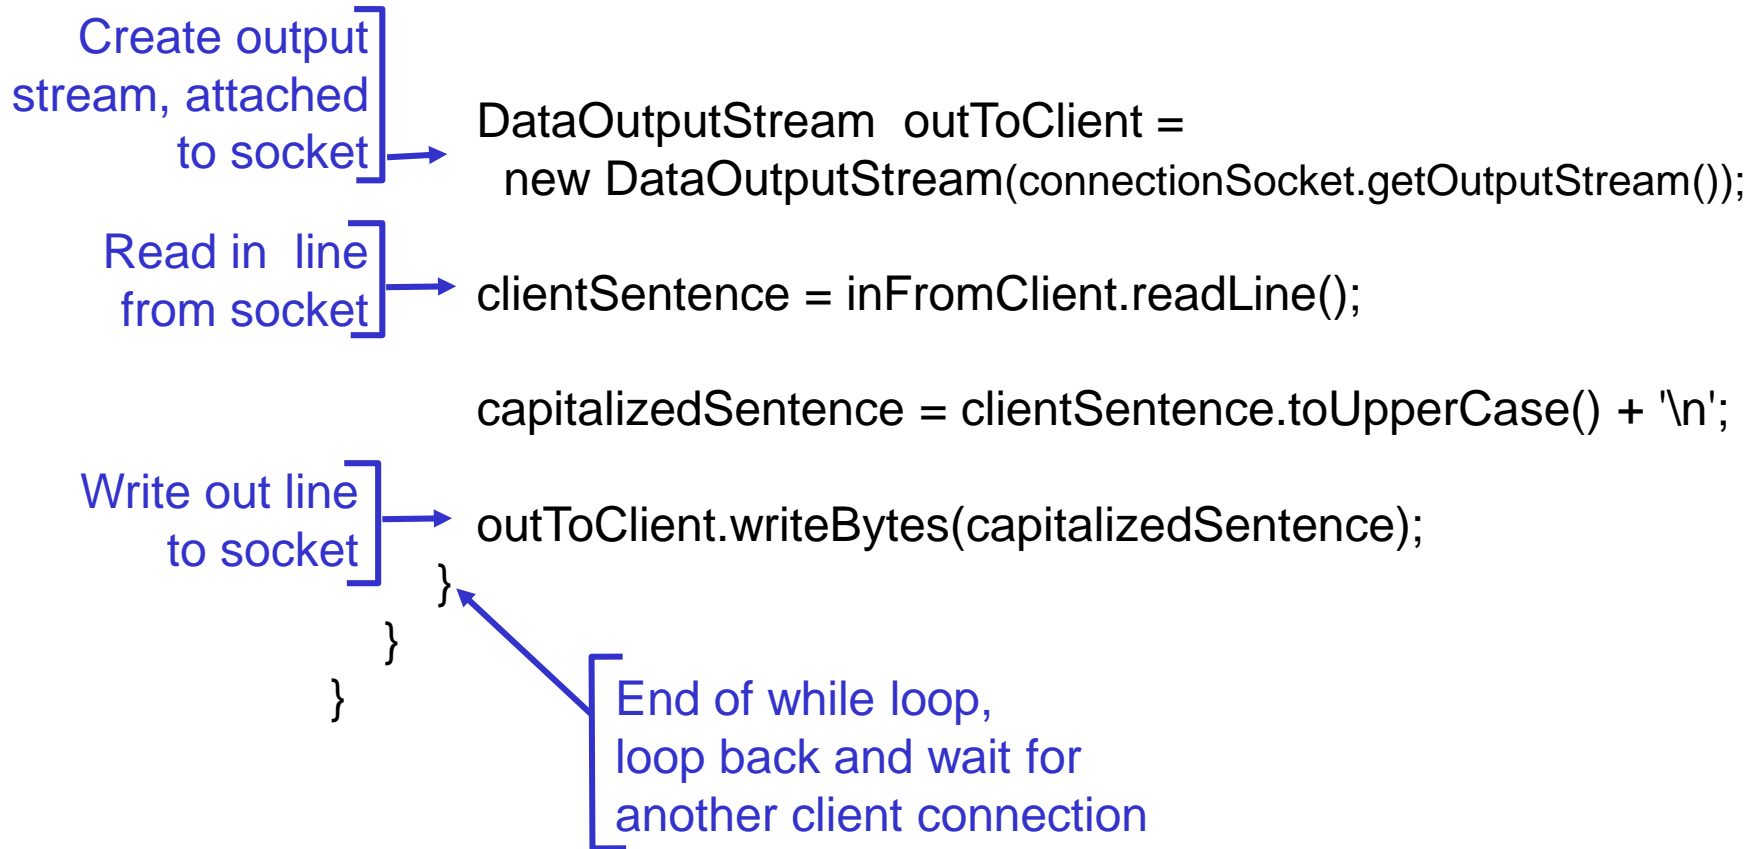 Create output
stream, attached
to socket
DataOutputStream  outToClient =
new DataOutputStream(connectionSocket.getOutputStream());
Read in  line
from socket
clientSentence = inFromClient.readLine();
capitalizedSentence = clientSentence.toUpperCase() + '\n';
Write out line
to socket
outToClient.writeBytes(capitalizedSentence);
}
}
}
End of while loop,
loop back and wait for
another client connection